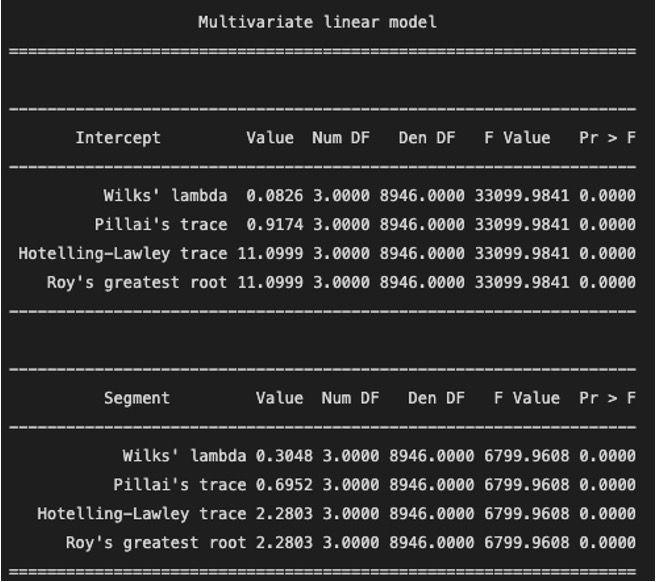 Multivariate linear model
================================================================

----------------------------------------------------------------
Intercept Value Num DF Den DF F Value Pr > F
----------------------------------------------------------------
Wilks' lambda 0.0826 3.0000 8946.0000 33099.9841 0.0000
Pillai's trace 0.9174 3.0000 8946.0000 33099.9841 0.0000
Hotelling-Lawley trace 11.0999 3.0000 8946.0000 33099.9841 0.0000
Roy's greatest root 11.0999 3.0000 8946.0000 33099.9841 0.0000
----------------------------------------------------------------

----------------------------------------------------------------
Segment Value Num DF Den DF F Value Pr > F
----------------------------------------------------------------
Wilks' lambda 0.3048 3.0000 8946.0000 6799.9608 0.0000
Pillai's trace 0.6952 3.0000 8946.0000 6799.9608 0.0000
Hotelling-Lawley trace 2.2803 3.0000 8946.0000 6799.9608 0.0000
Roy's greatest root 2.2803 3.0000 8946.0000 6799.9608 0.0000
================================================================